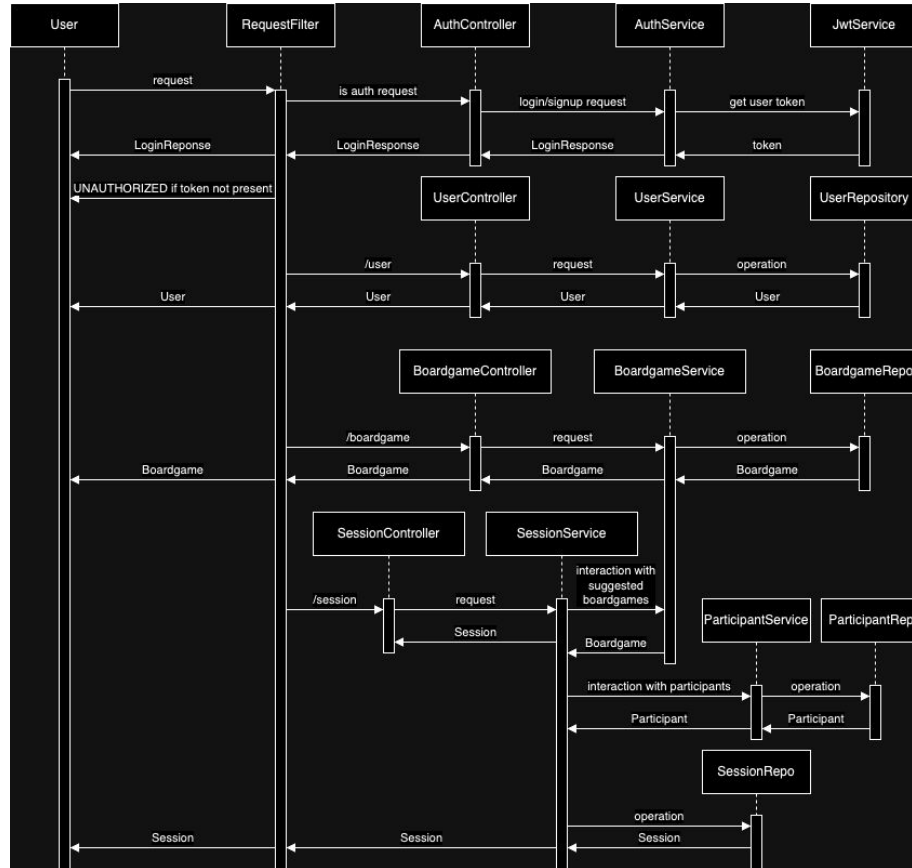 User
RequestFilter
AuthController
AuthService
JwtService
request
is auth request
login/signup request
get user token
LoginReponse
LoginResponse
LoginResponse
token
UNAUTHORIZED if token not present
UserController
UserService
UserRepository
/user
request
operation
User
User
User
User
BoardgameController
BoardgameService
BoardgameRepo
/boardgame
request
operation
Boardgame
Boardgame
Boardgame
Boardgame
SessionController
SessionService
interaction with
suggested
boardgames
/session
request
ParticipantService
ParticipantRep
Session
Boardgame
interaction with participants
operation
Participant
Participant
SessionRepo
operation
Session
Session
Session